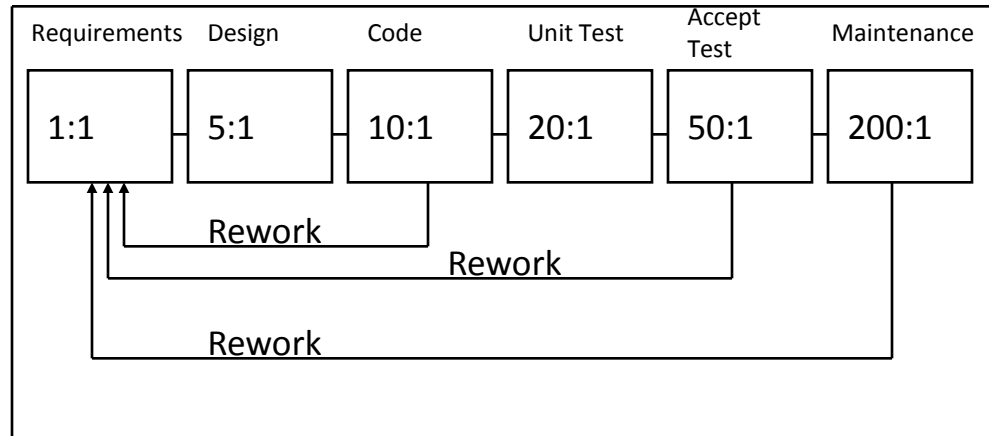 Requirements
Design
Code
Unit Test
Accept
Test
Maintenance
1:1
5:1
10:1
20:1
50:1
200:1
Rework
Rework
Rework